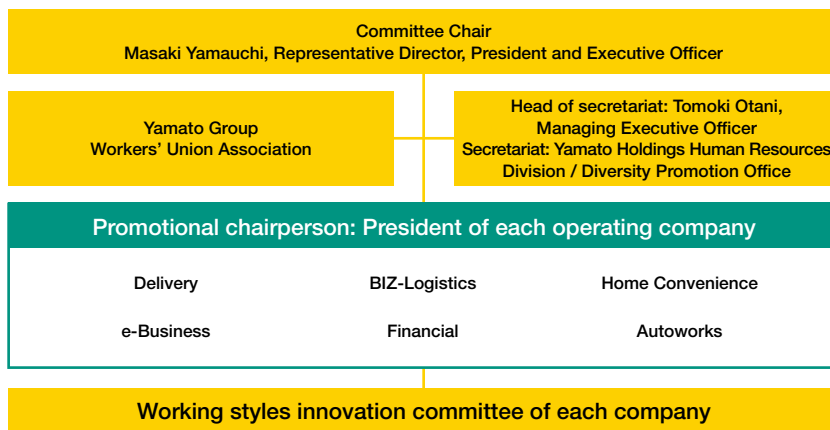 Committee Chair
Masaki Yamauchi, Representative Director, President and Executive Officer
Yamato Group
Workers' Union Association
Head of secretariat: Tomoki Otani,
Managing Executive Officer
Secretariat: Yamato Holdings Human Resources
Division / Diversity Promotion Office
Promotional chairperson: President of each operating company
Delivery
BIZ-Logistics
Home Convenience
e-Business
Financial
Autoworks
Working styles innovation committee of each company